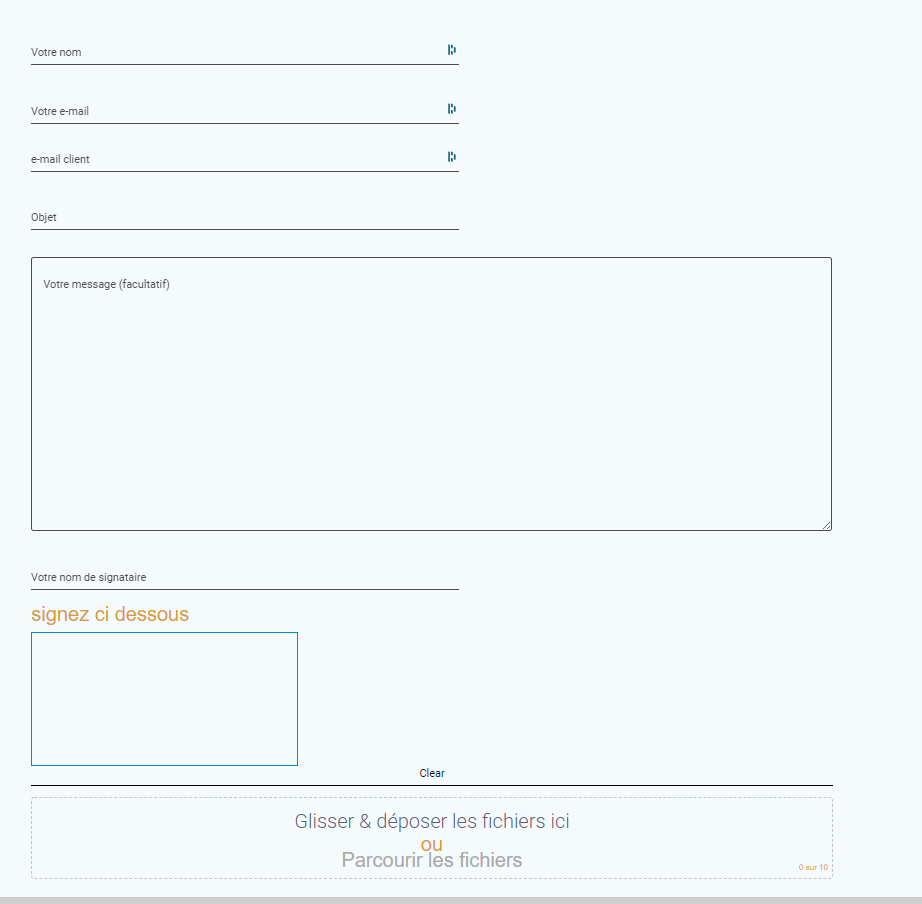 Votre nom
Votre e-mail
e-mail client
Objet
Votre message (facultatif)
Votre nom de signataire
signez ci dessous
Clear
Glisser & déposer les fichiers ici
ou
Parcourir les fichiers
0 sur 10